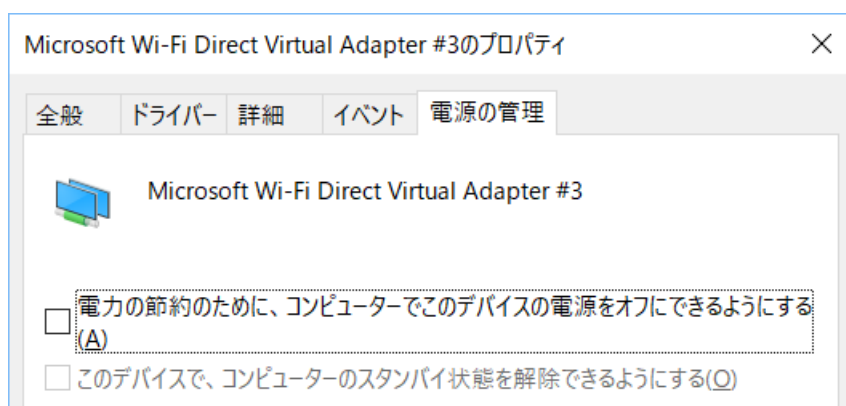 Microsoft Wi-Fi Direct Virtual Adapter #3のプロパティ
全般 ドライバー 詳細 イベント 電源の管理
Microsoft Wi-Fi Direct Virtual Adapter #3
電力の節約のために、コンピューターでこのデバイスの電源をオフにできるようにする
(A)
このデバイスで、コンピューターのスタンバイ状態を解除できるようにする(O)